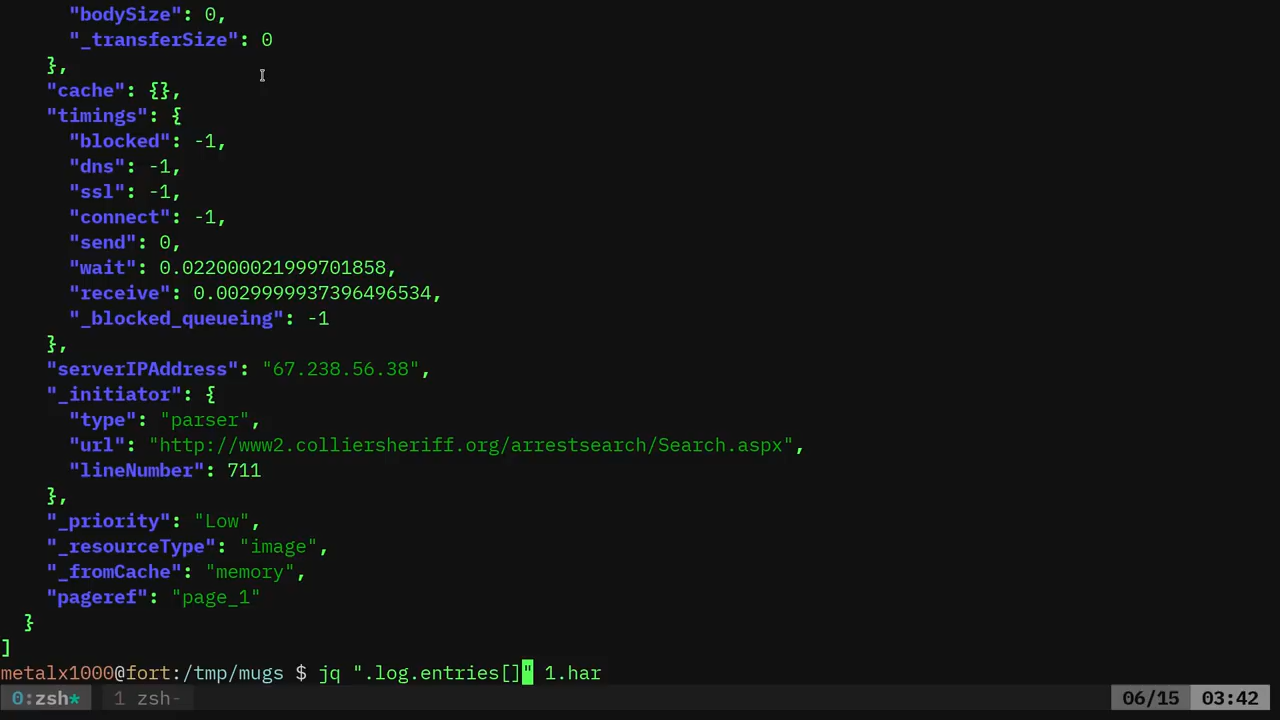 "bodySize": 0,
"_transferSize": 0
},
"cache": {},
"timings": {
"blocked": -1,
"dns": -1,
"ssl": -1,
"connect": -1,
"send": 0,
"wait": 0.022000021999701858,
"receive": 0.0029999937396496534,
"_blocked_queueing": -1
},
"serverIPAddress": "67.238.56.38",
"_initiator": {
"type": "parser",
"url": "http://www2.colliersheriff.org/arrestsearch/Search.aspx",
"lineNumber": 711
},
"_priority": "Low",
"_resourceType": "image",
"_fromCache": "memory",
"pageref": "page_1"
}
]
metalx1000@fort:/tmp/mugs $ jq ".log.entries[]" 1.har
0:zsh* 1 zsh- 06/15 03:42